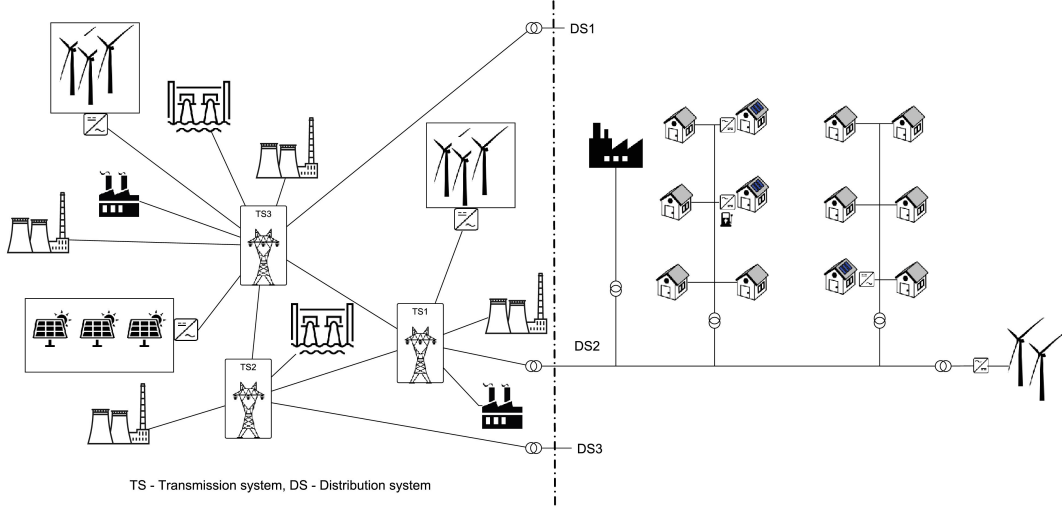 DS1
TS3
TS1
DS2
TS2
DS3
TS - Transmission system, DS - Distribution system